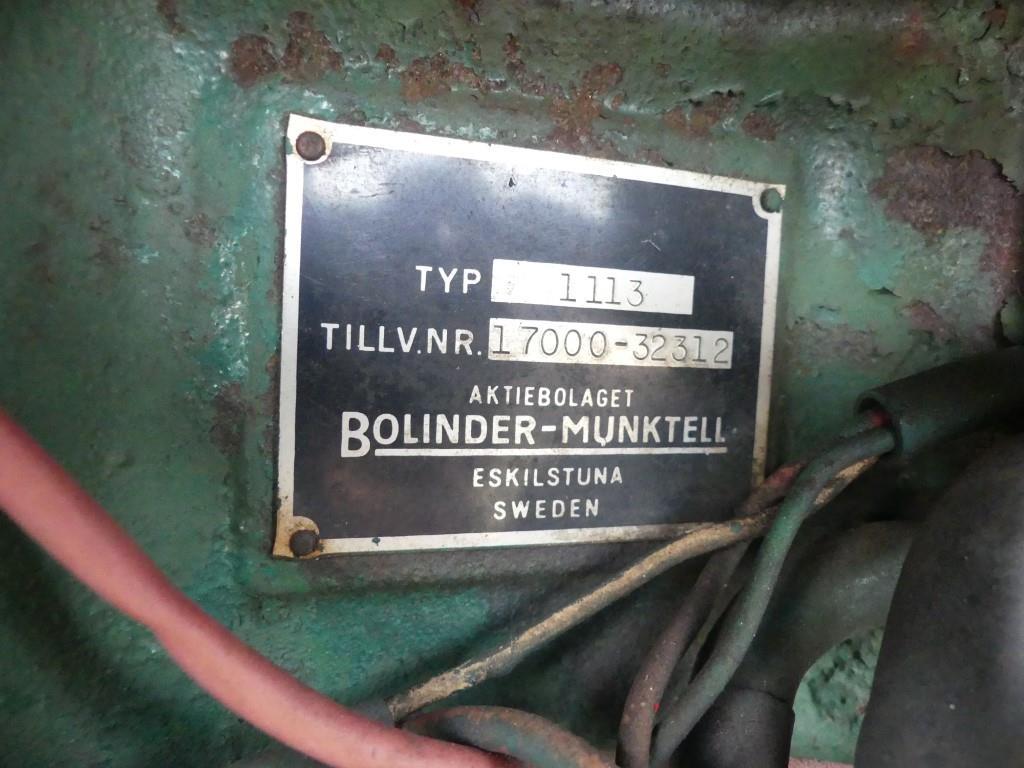 TYP 1113
TILLV.NR. 17000-32312
AKTIEBOLAGET
BOLINDER-MUNKTELL
ESKILSTUNA
SWEDEN